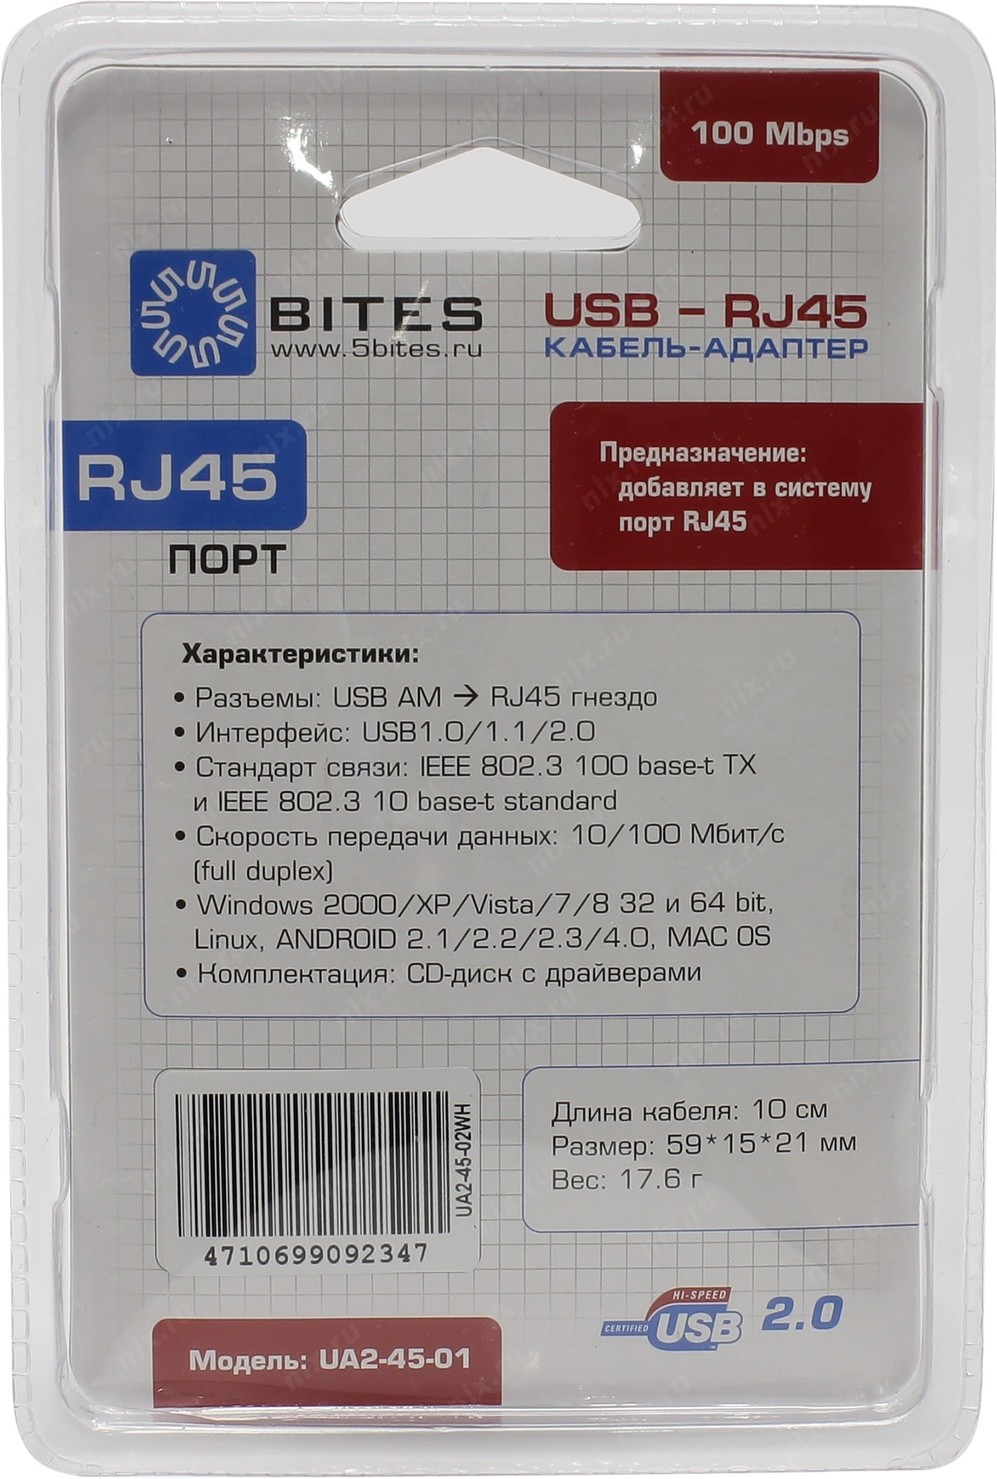 100 Mbps
5BITES
www.5bites.ru
USB – RJ45
КАБЕЛЬ-АДАПТЕР
RJ45
ПОРТ
Предназначение:
добавляет в систему
порт RJ45
Характеристики:
• Разъемы: USB AM → RJ45 гнездо
• Интерфейс: USB1.0/1.1/2.0
• Стандарт связи: IEEE 802.3 100 base-t TX
и IEEE 802.3 10 base-t standard
• Скорость передачи данных: 10/100 Мбит/с
(full duplex)
• Windows 2000/XP/Vista/7/8 32 и 64 bit,
Linux, ANDROID 2.1/2.2/2.3/4.0, MAC OS
• Комплектация: CD-диск с драйверами
UA2-45-02WH
4710699092347
Длина кабеля: 10 см
Размер: 59*15*21 мм
Вес: 17.6 г
HI-SPEED
CERTIFIED USB 2.0
Модель: UA2-45-01
nix.ru